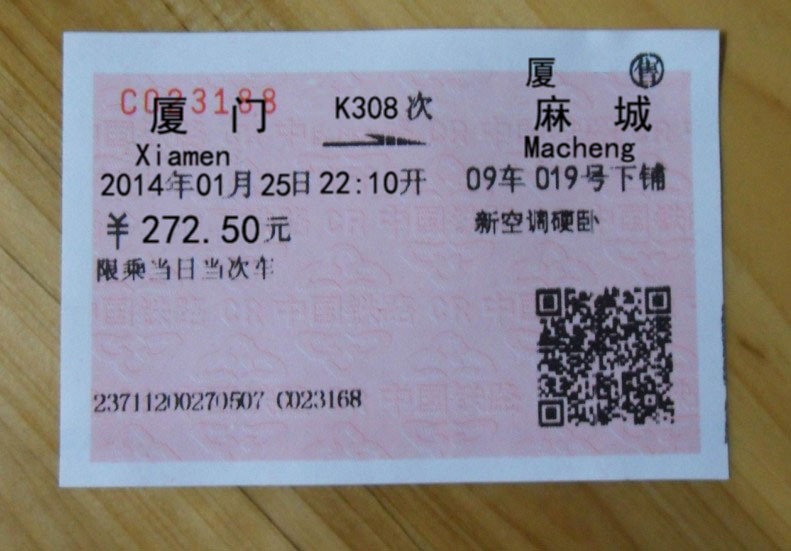 C023188
厦 售
厦门 K308次 麻城
Xiamen Macheng
2014年01月25日22:10开 09车 019号下铺
¥272.50元 新空调硬卧
限乘当日当次车
23711200270507 C023168